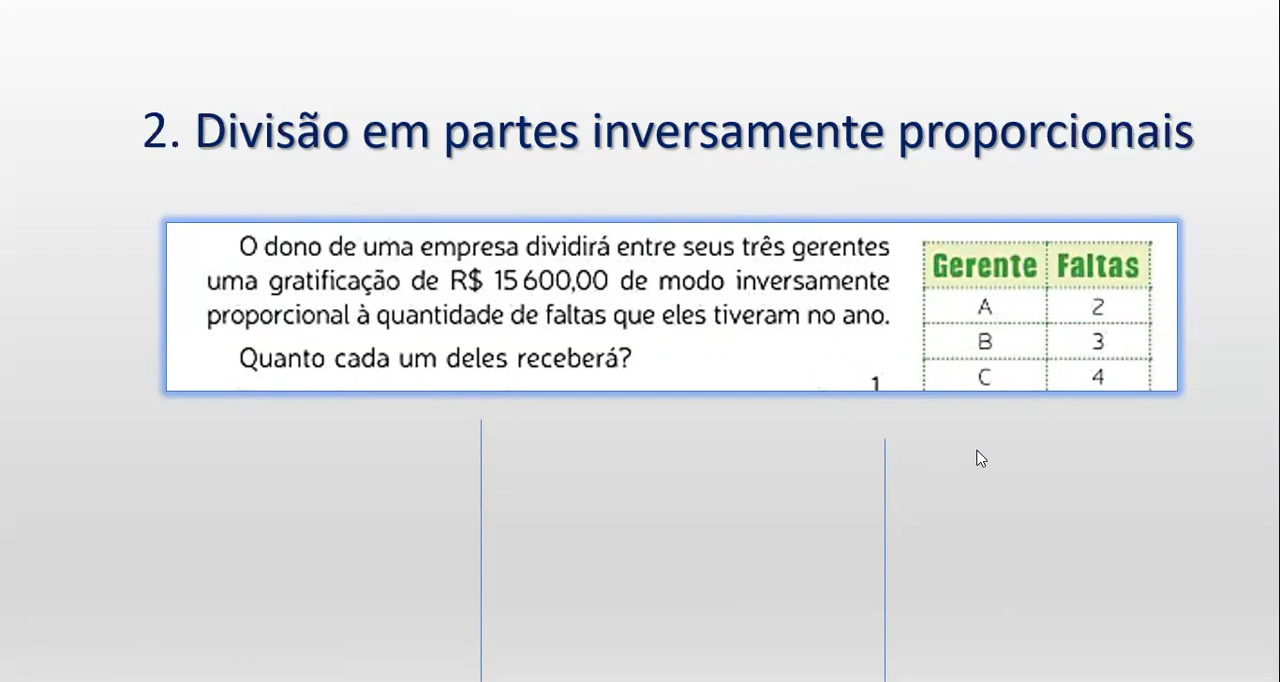 2. Divisão em partes inversamente proporcionais
O dono de uma empresa dividirá entre seus três gerentes
uma gratificação de R$ 15 600,00 de modo inversamente
proporcional à quantidade de faltas que eles tiveram no ano.
Quanto cada um deles receberá?
1
Gerente Faltas
A 2
B 3
C 4